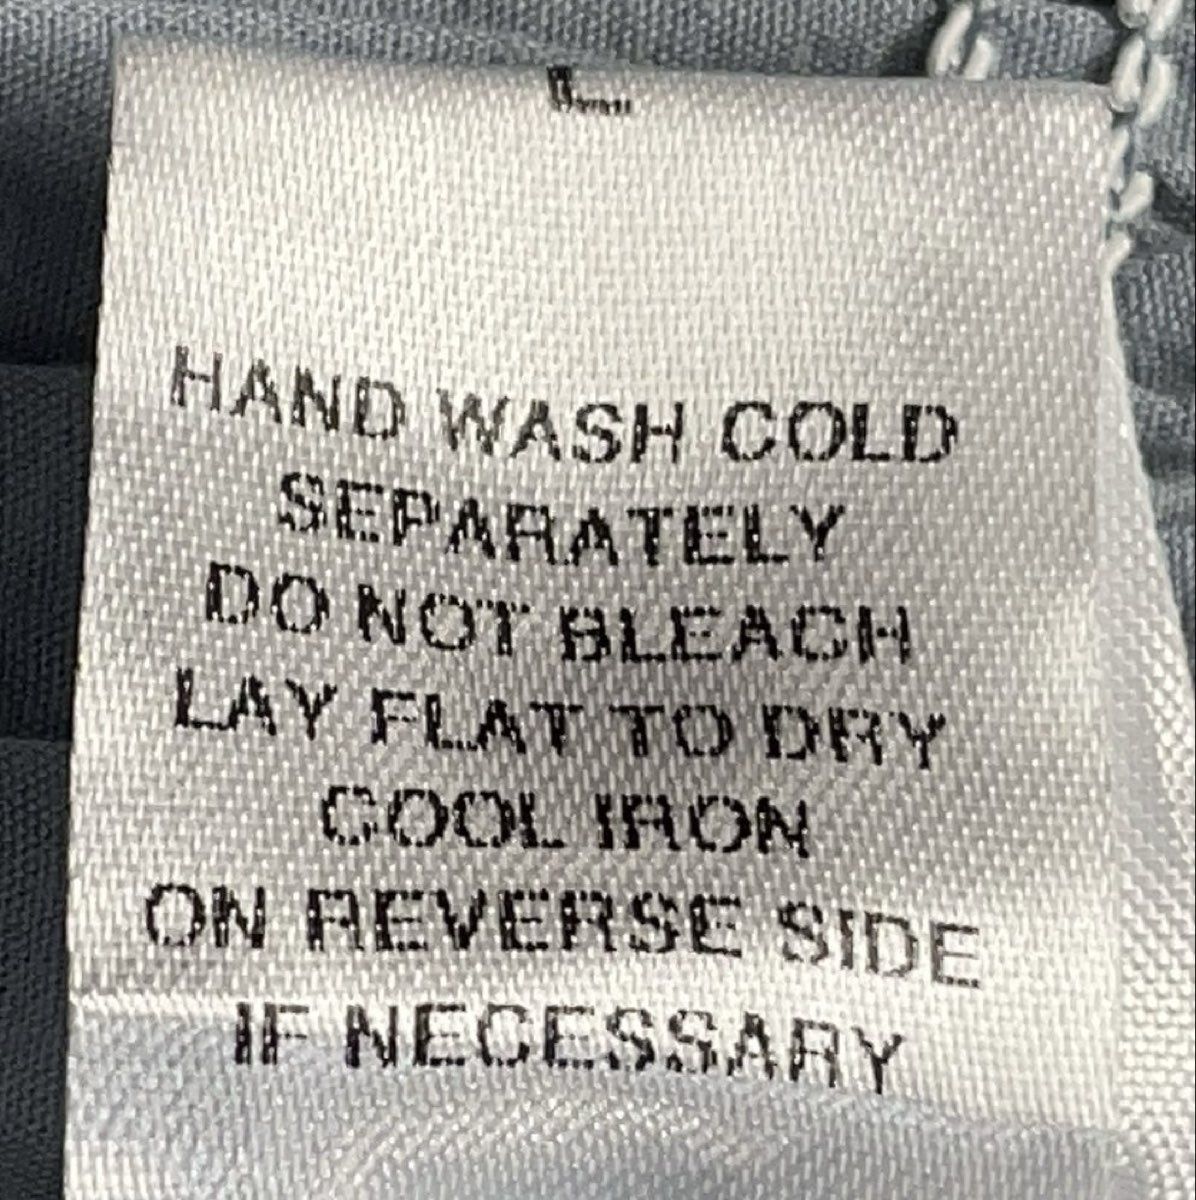 L
HAND WASH COLD
SEPARATELY
DO NOT BLEACH
LAY FLAT TO DRY
COOL IRON
ON REVERSE SIDE
IF NECESSARY